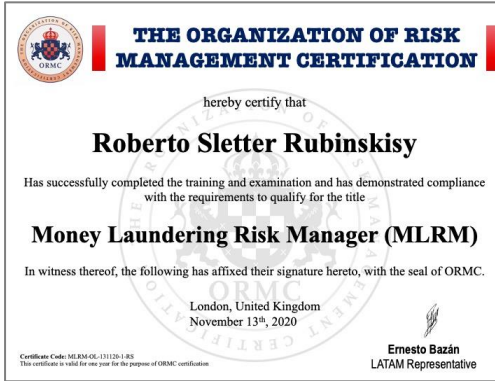 THE ORGANIZATION OF RISK
MANAGEMENT CERTIFICATION
ORMC
hereby certify that
Roberto Sletter Rubinskisy
Has successfully completed the training and examination and has demonstrated compliance
with the requirements to qualify for the title
Money Laundering Risk Manager (MLRM)
In witness thereof, the following has affixed their signature hereto, with the seal of ORMC.
ORMC
London, United Kingdom
November 13th, 2020
Ernesto Bazán
LATAM Representative
Certificate Code: MLRM-OL-131120-1-RS
This certificate is valid for one year for the purpose of ORMC certification